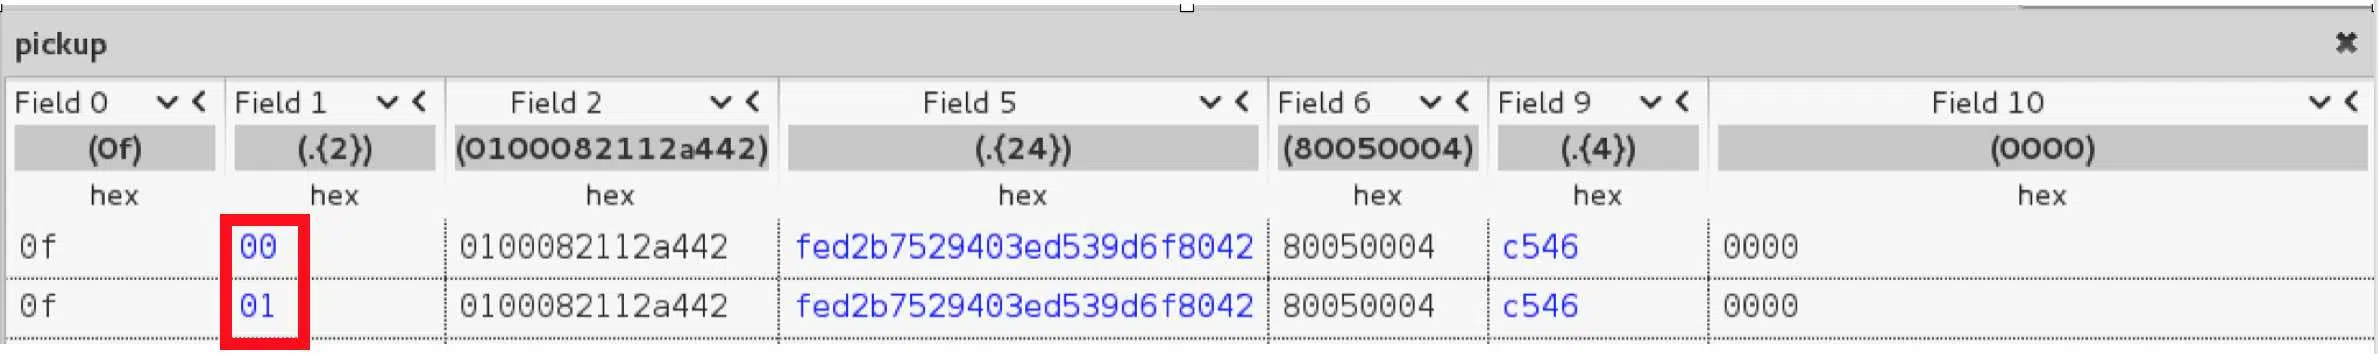 pickup
Field 0 Field 1 Field 2 Field 5 Field 6 Field 9 Field 10
(0f) (.{2}) (0100082112a442) (.{24}) (80050004) (.{4}) (0000)
hex hex hex hex hex hex hex
0f 00 0100082112a442 fed2b7529403ed539d6f8042 80050004 c546 0000
0f 01 0100082112a442 fed2b7529403ed539d6f8042 80050004 c546 0000